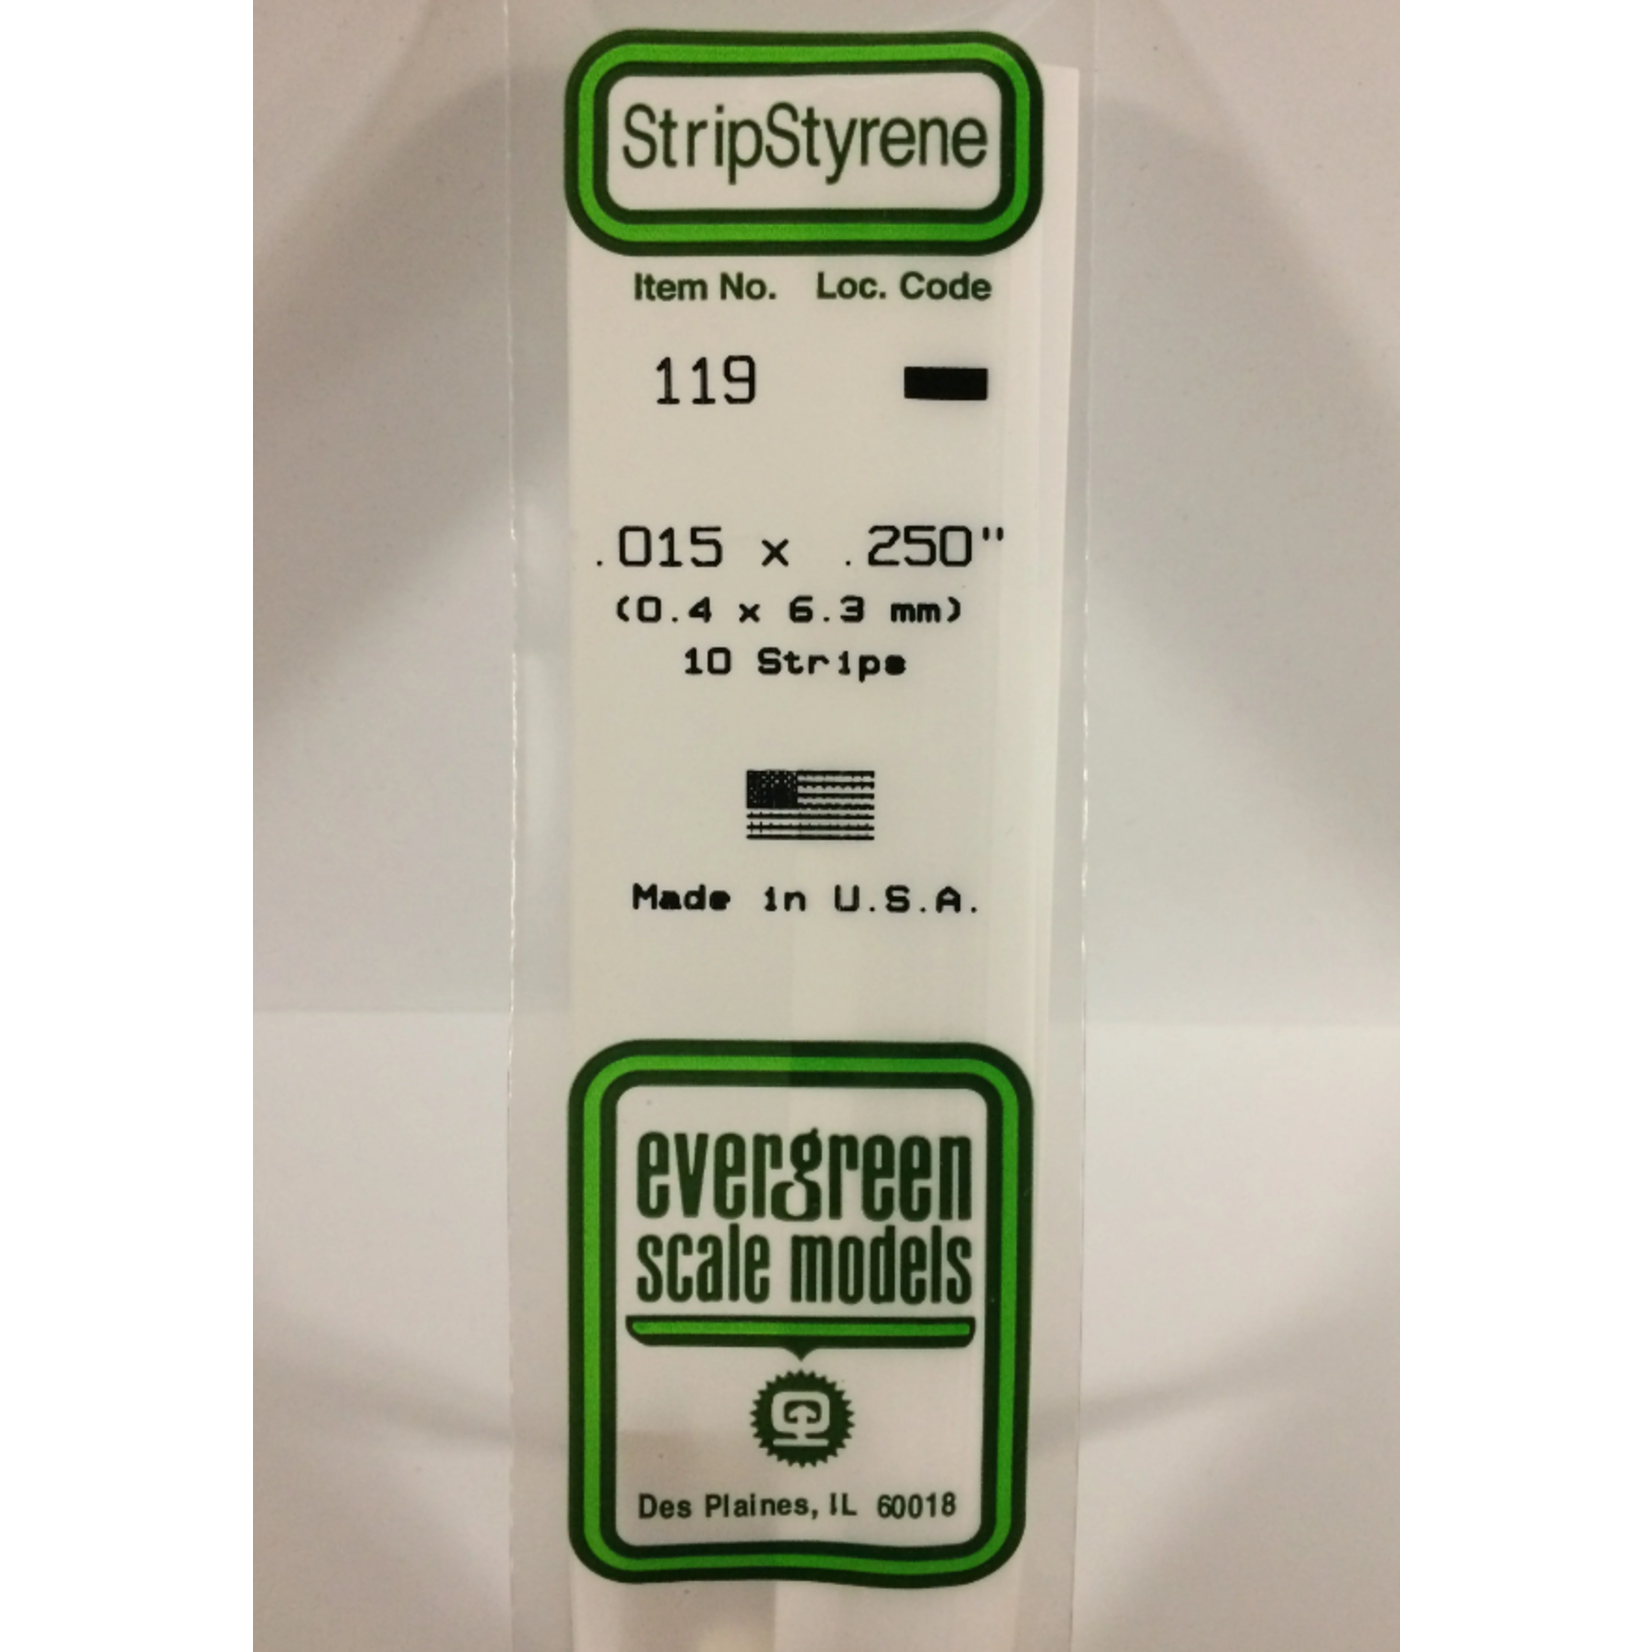 StripStyrene
Item No. Loc. Code
119
.015 x .250"
(0.4 x 6.3 mm)
10 Strips
Made in U.S.A.
evergreen
scale models
Des Plaines, IL 60018